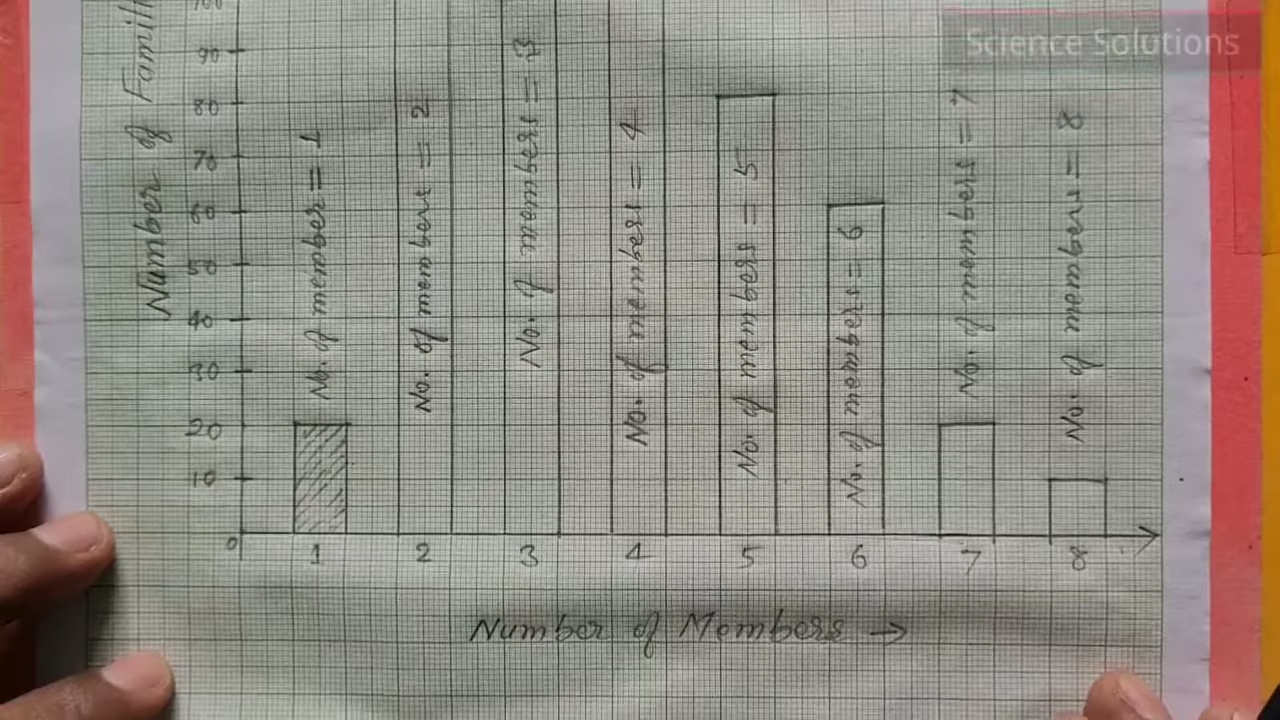 Science Solutions
Number of Famil
100
90
80
70
60
50
40
30
20
10
0
No. of member = 1
No. of members = 2
No. of members = 3
No. of members = 4
No. of members = 5
No. of members = 6
No. of members = 7
No. of members = 8
1 2 3 4 5 6 7 8
Number of Members →